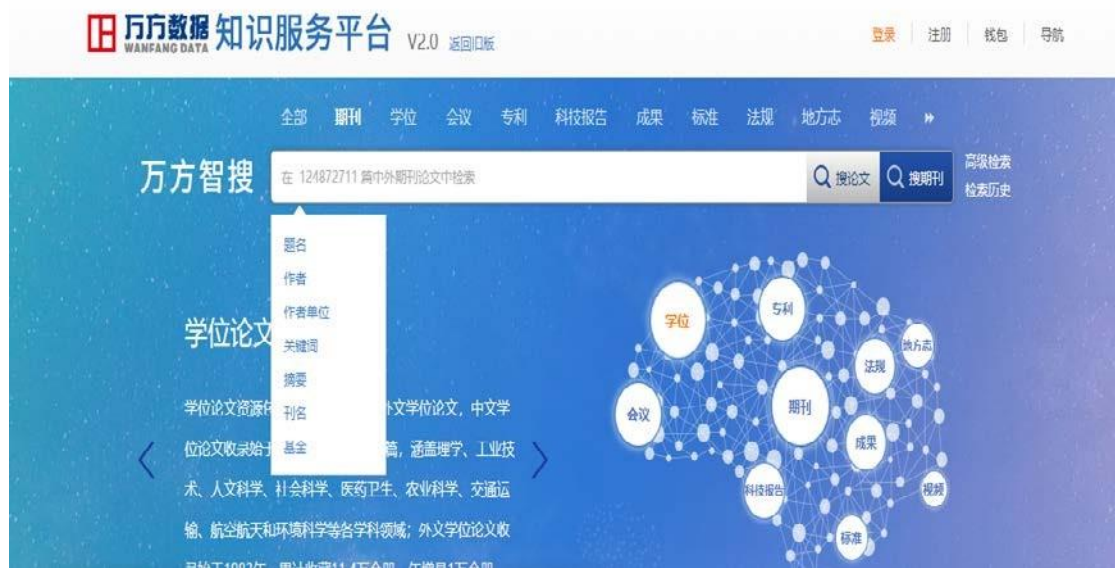 万方数据 知识服务平台 V2.0 返回旧版
WANFANG DATA
登录 注册 钱包 导航
全部 期刊 学位 会议 专利 科技报告 成果 标准 法规 地方志 视频
万方智搜
在 124872711 篇中外期刊论文中检索
搜论文 搜期刊
高级检索
检索历史
题名
作者
作者单位
关键词
摘要
刊名
基金
学位论文
学位论文资源 外文学位论文，中文学
位论文收录始于 篇，涵盖理学、工业技
术、人文科学、社会科学、医药卫生、农业科学、交通运
输、航空航天和环境科学等各学科领域；外文学位论文收
学位
专利
地方志
法规
期刊
会议
成果
科技报告
视频
标准